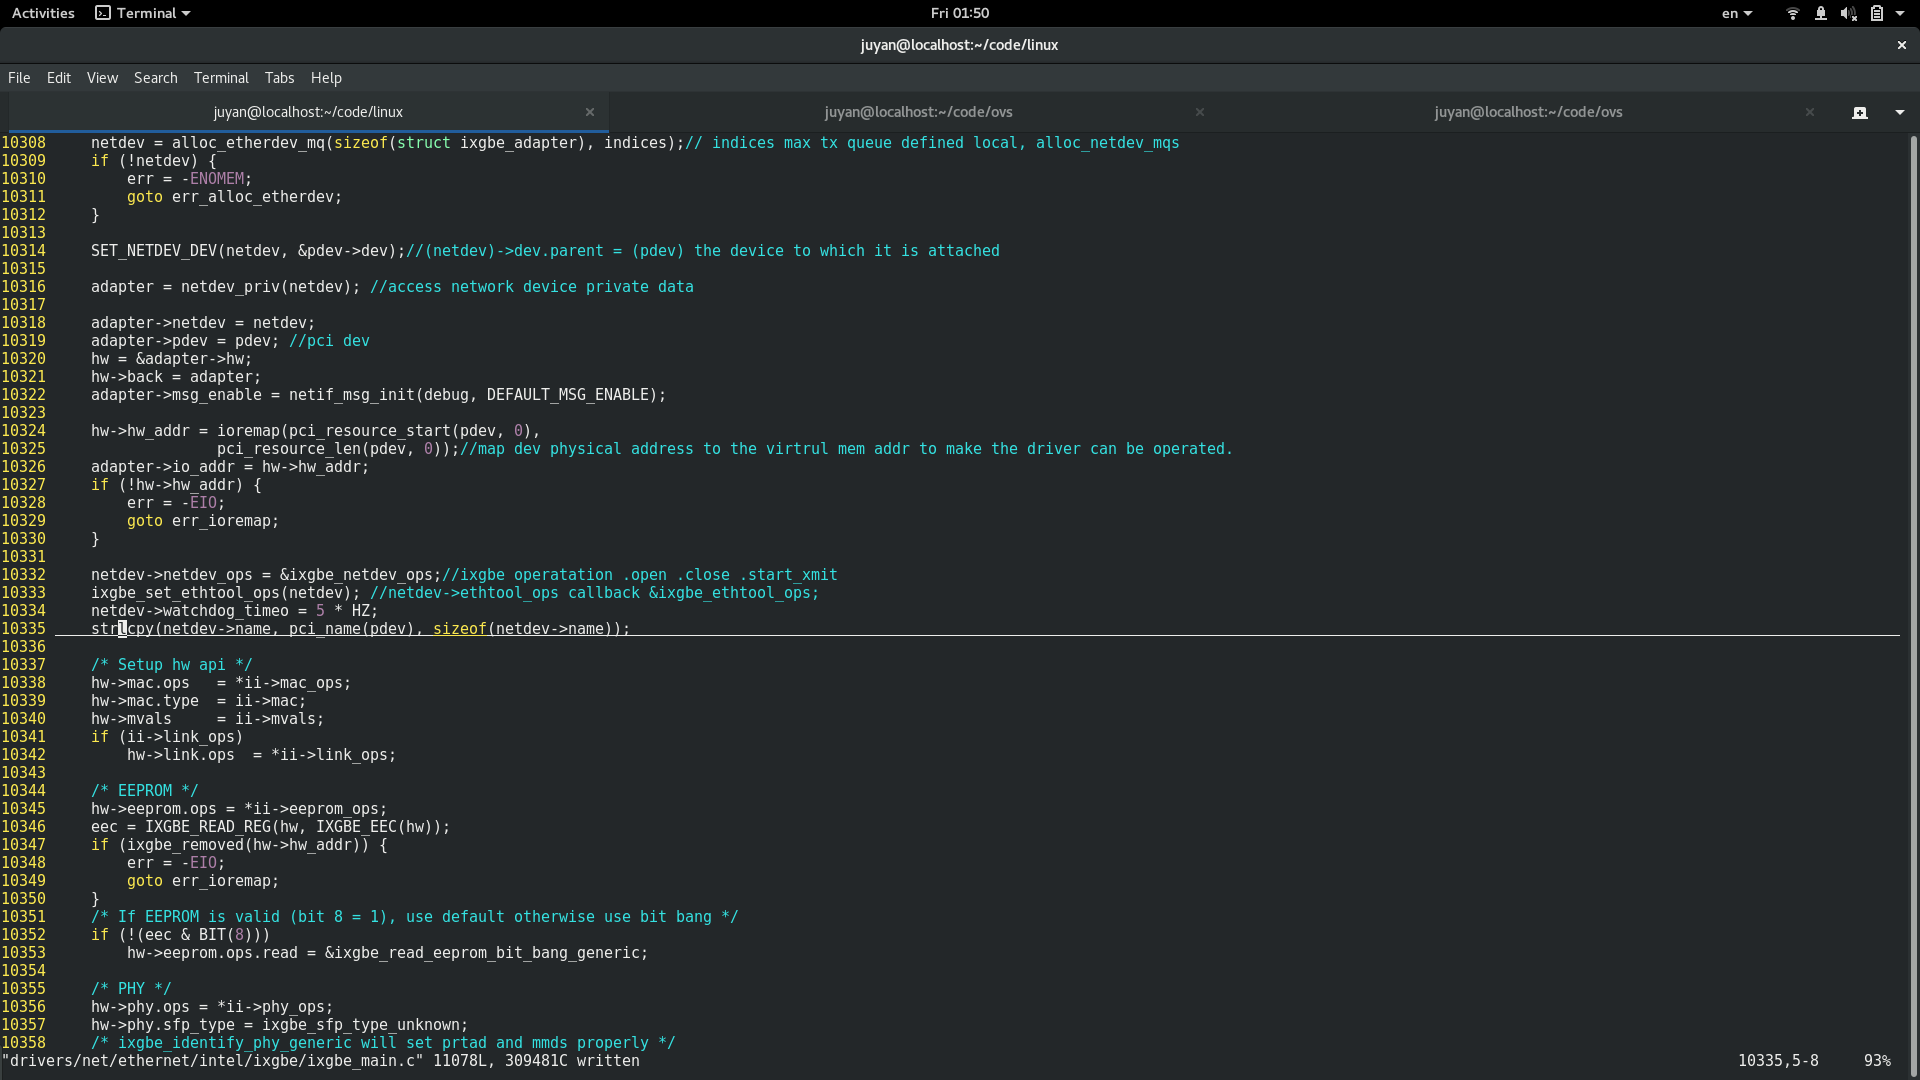 Activities Terminal Fri 01:50 en
juyan@localhost:~/code/linux
File Edit View Search Terminal Tabs Help
juyan@localhost:~/code/linux juyan@localhost:~/code/ovs juyan@localhost:~/code/ovs
10308     netdev = alloc_etherdev_mq(sizeof(struct ixgbe_adapter), indices);// indices max tx queue defined local, alloc_netdev_mqs
10309     if (!netdev) {
10310         err = -ENOMEM;
10311         goto err_alloc_etherdev;
10312     }
10313
10314     SET_NETDEV_DEV(netdev, &pdev->dev);//(netdev)->dev.parent = (pdev) the device to which it is attached
10315
10316     adapter = netdev_priv(netdev); //access network device private data
10317
10318     adapter->netdev = netdev;
10319     adapter->pdev = pdev; //pci dev
10320     hw = &adapter->hw;
10321     hw->back = adapter;
10322     adapter->msg_enable = netif_msg_init(debug, DEFAULT_MSG_ENABLE);
10323
10324     hw->hw_addr = ioremap(pci_resource_start(pdev, 0),
10325                   pci_resource_len(pdev, 0));//map dev physical address to the virtrul mem addr to make the driver can be operated.
10326     adapter->io_addr = hw->hw_addr;
10327     if (!hw->hw_addr) {
10328         err = -EIO;
10329         goto err_ioremap;
10330     }
10331
10332     netdev->netdev_ops = &ixgbe_netdev_ops;//ixgbe operatation .open .close .start_xmit
10333     ixgbe_set_ethtool_ops(netdev); //netdev->ethtool_ops callback &ixgbe_ethtool_ops;
10334     netdev->watchdog_timeo = 5 * HZ;
10335     strlcpy(netdev->name, pci_name(pdev), sizeof(netdev->name));
10336
10337     /* Setup hw api */
10338     hw->mac.ops   = *ii->mac_ops;
10339     hw->mac.type  = ii->mac;
10340     hw->mvals     = ii->mvals;
10341     if (ii->link_ops)
10342         hw->link.ops  = *ii->link_ops;
10343
10344     /* EEPROM */
10345     hw->eeprom.ops = *ii->eeprom_ops;
10346     eec = IXGBE_READ_REG(hw, IXGBE_EEC(hw));
10347     if (ixgbe_removed(hw->hw_addr)) {
10348         err = -EIO;
10349         goto err_ioremap;
10350     }
10351     /* If EEPROM is valid (bit 8 = 1), use default otherwise use bit bang */
10352     if (!(eec & BIT(8)))
10353         hw->eeprom.ops.read = &ixgbe_read_eeprom_bit_bang_generic;
10354
10355     /* PHY */
10356     hw->phy.ops = *ii->phy_ops;
10357     hw->phy.sfp_type = ixgbe_sfp_type_unknown;
10358     /* ixgbe_identify_phy_generic will set prtad and mmds properly */
"drivers/net/ethernet/intel/ixgbe/ixgbe_main.c" 11078L, 309481C written 10335,5-8 93%